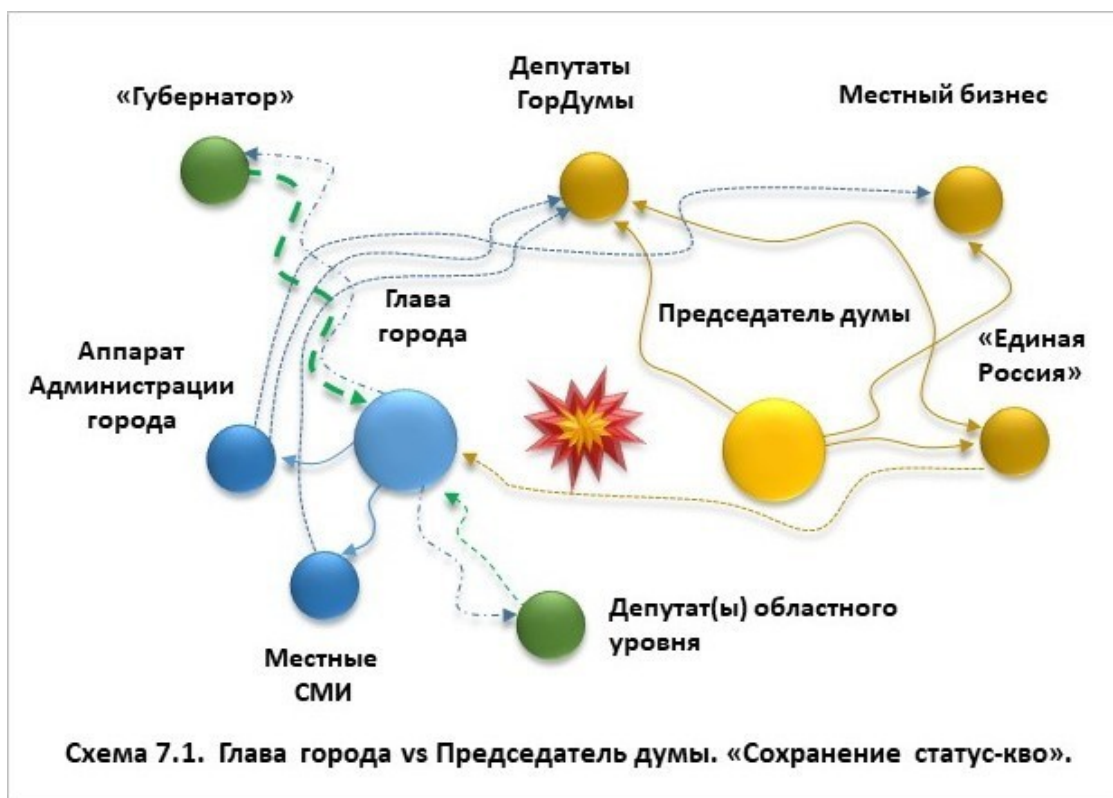 «Губернатор»
Депутаты
ГорДумы
Местный бизнес
Глава
города
Председатель думы
«Единая
Россия»
Аппарат
Администрации
города
Депутат(ы) областного
уровня
Местные
СМИ
Схема 7.1. Глава города vs Председатель думы. «Сохранение статус-кво».